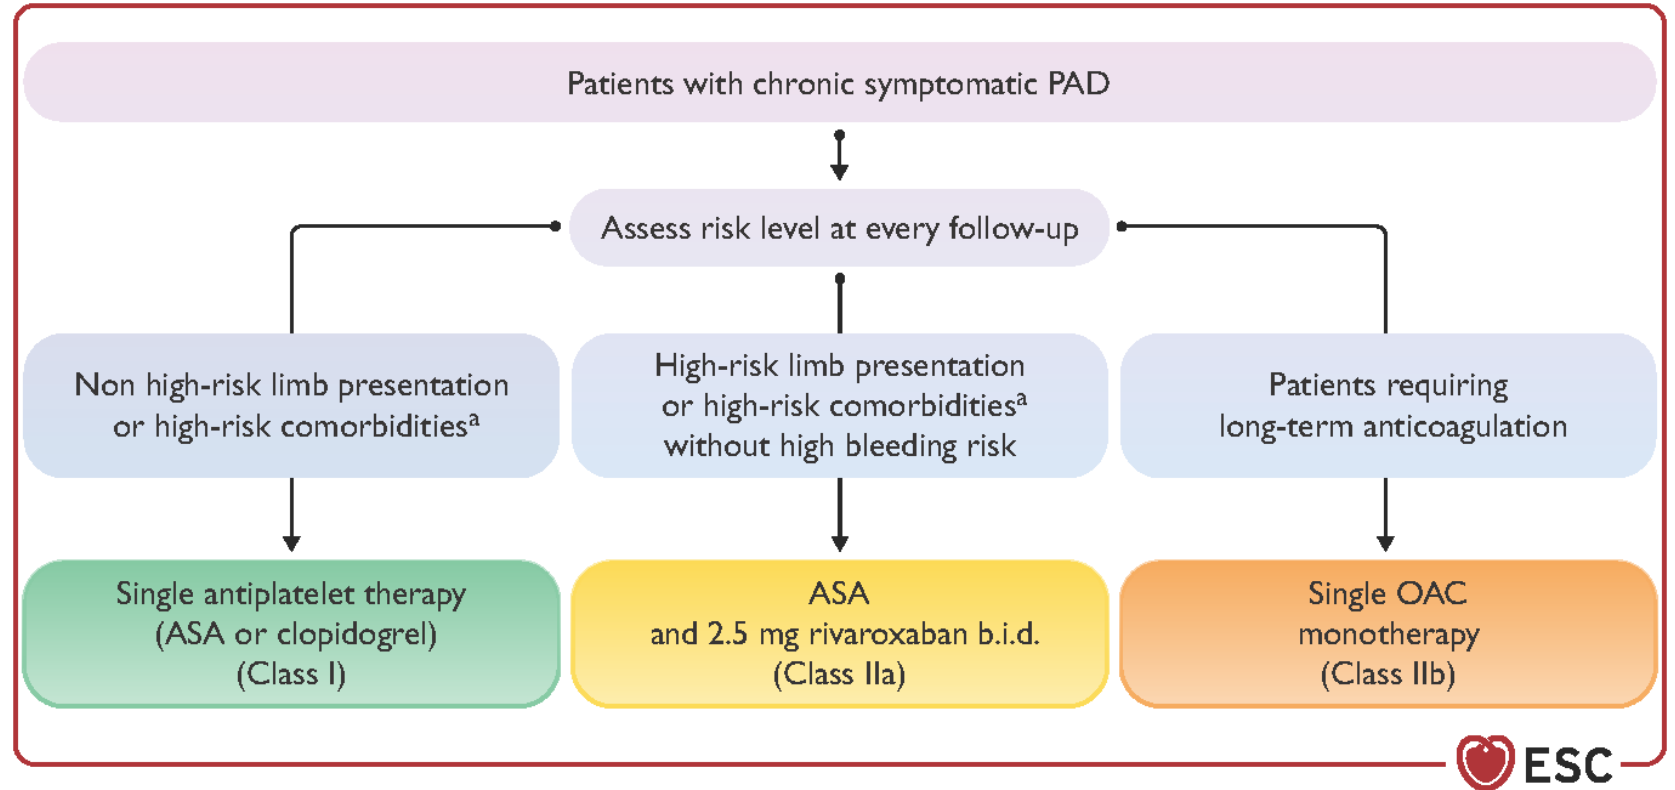 Patients with chronic symptomatic PAD
Assess risk level at every follow-up
Non high-risk limb presentation
or high-risk comorbiditiesª
High-risk limb presentation
or high-risk comorbiditiesª
without high bleeding risk
Patients requiring
long-term anticoagulation
Single antiplatelet therapy
(ASA or clopidogrel)
(Class I)
ASA
and 2.5 mg rivaroxaban b.i.d.
(Class IIa)
Single OAC
monotherapy
(Class IIb)
ESC